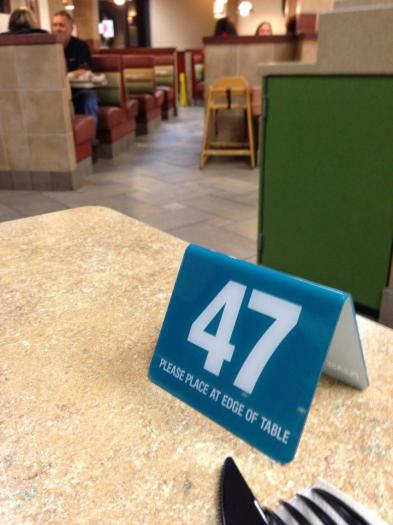 47
PLEASE PLACE AT EDGE OF TABLE